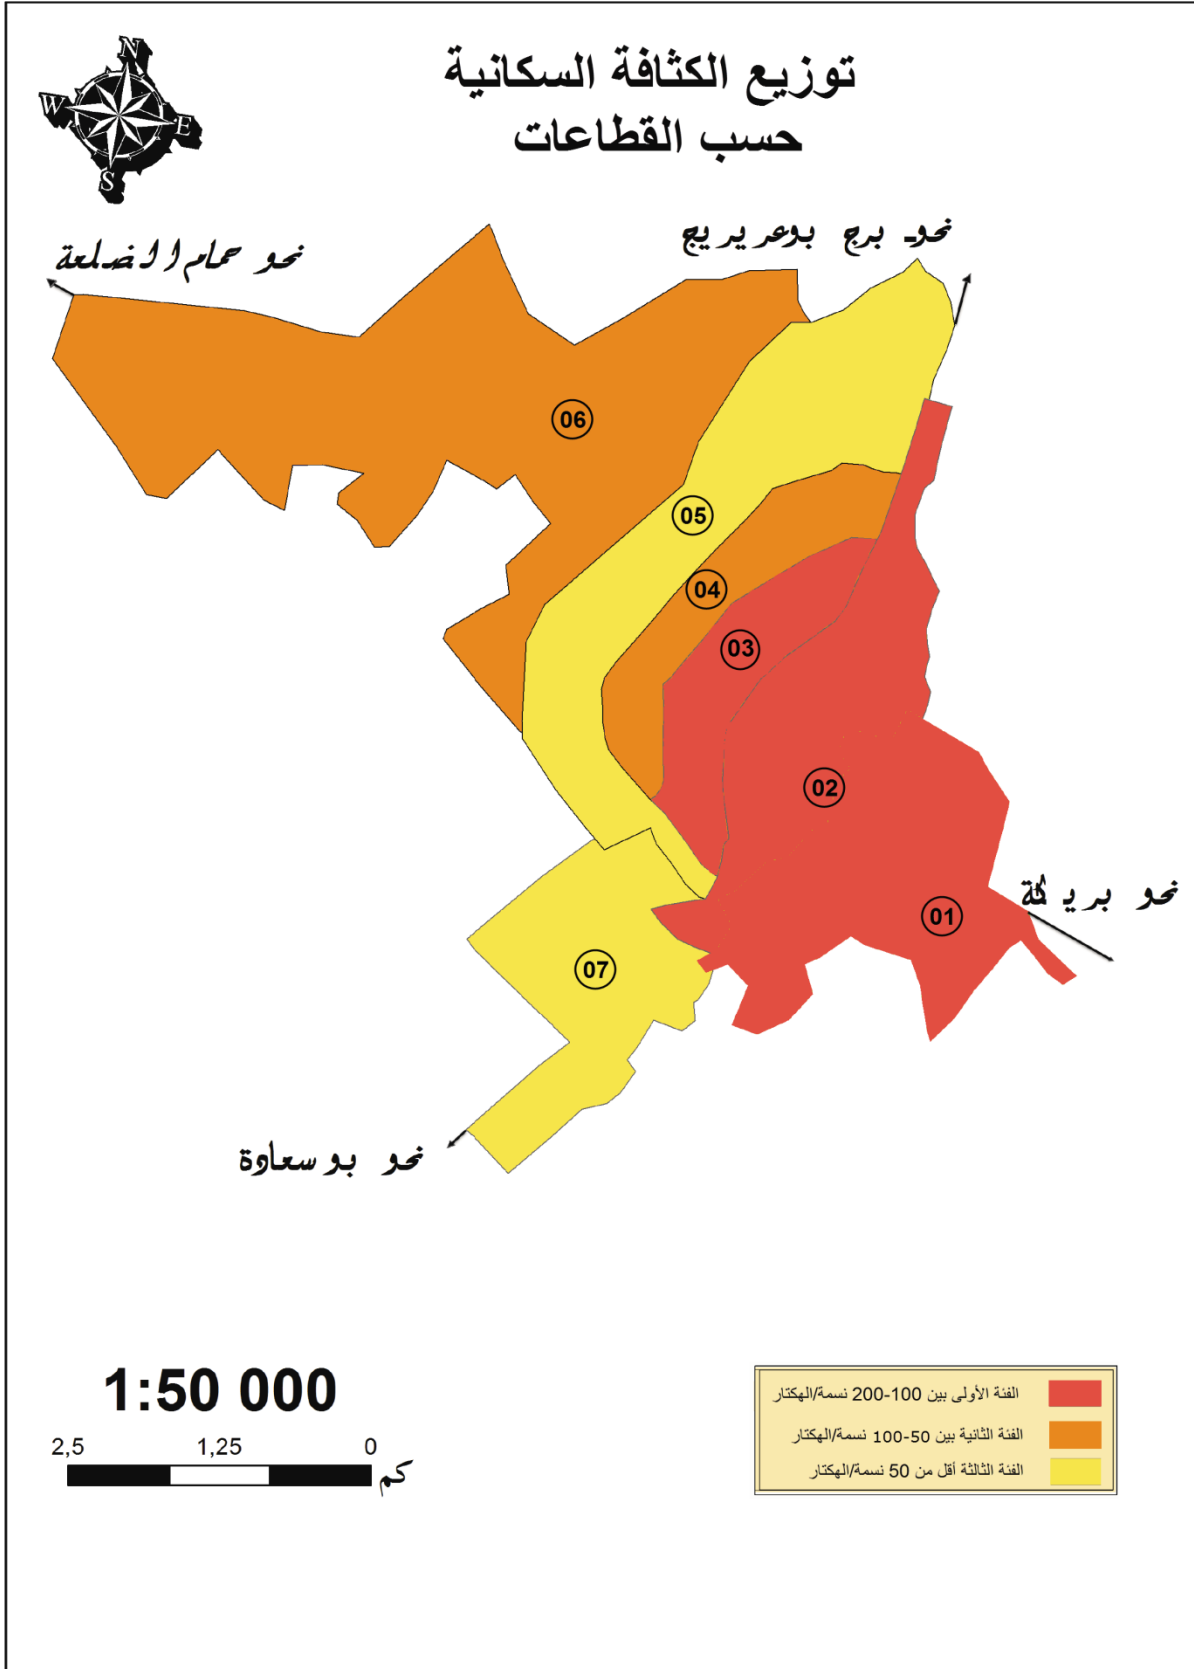 N
W
E
S
توزيع الكثافة السكانية
حسب القطاعات
نحو برج بوعريريج
نحو حمام الضلعة
06
05
04
03
02
01
نحو بريكة
07
نحو بوسعادة
1:50 000
2,5 1,25 0
كم
الفئة الأولى بين 100-200 نسمة/الهكتار
الفئة الثانية بين 50-100 نسمة/الهكتار
الفئة الثالثة أقل من 50 نسمة/الهكتار